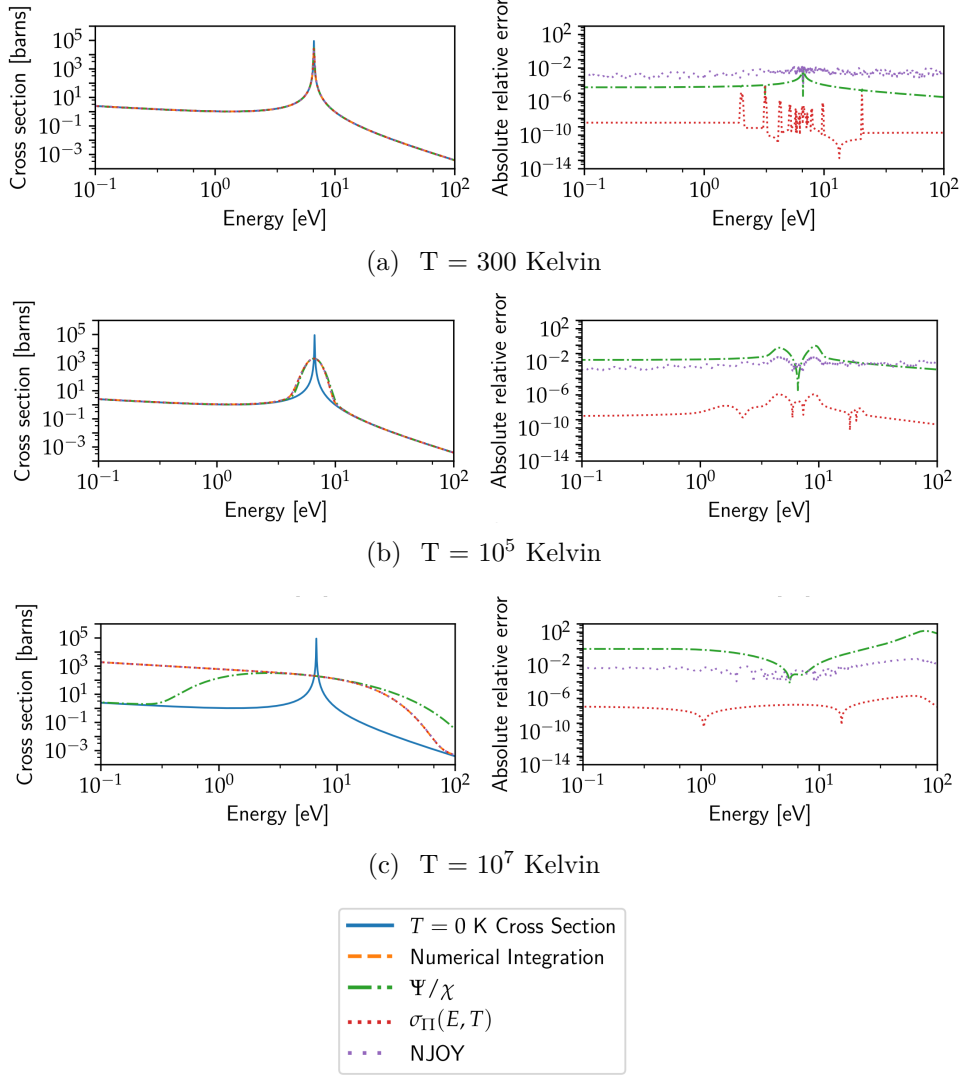 Cross section [barns]
10^5
10^3
10^1
10^−1
10^−3
10^−1
10^0
10^1
10^2
Energy [eV]
Absolute relative error
10^2
10^−2
10^−6
10^−10
10^−14
10^−1
10^0
10^1
10^2
Energy [eV]
(a) T = 300 Kelvin
Cross section [barns]
10^5
10^3
10^1
10^−1
10^−3
10^−1
10^0
10^1
10^2
Energy [eV]
Absolute relative error
10^2
10^−2
10^−6
10^−10
10^−14
10^−1
10^0
10^1
10^2
Energy [eV]
(b) T = 10^5 Kelvin
Cross section [barns]
10^5
10^3
10^1
10^−1
10^−3
10^−1
10^0
10^1
10^2
Energy [eV]
Absolute relative error
10^2
10^−2
10^−6
10^−10
10^−14
10^−1
10^0
10^1
10^2
Energy [eV]
(c) T = 10^7 Kelvin
T = 0 K Cross Section
Numerical Integration
Ψ/χ
σ_Π(E, T)
NJOY